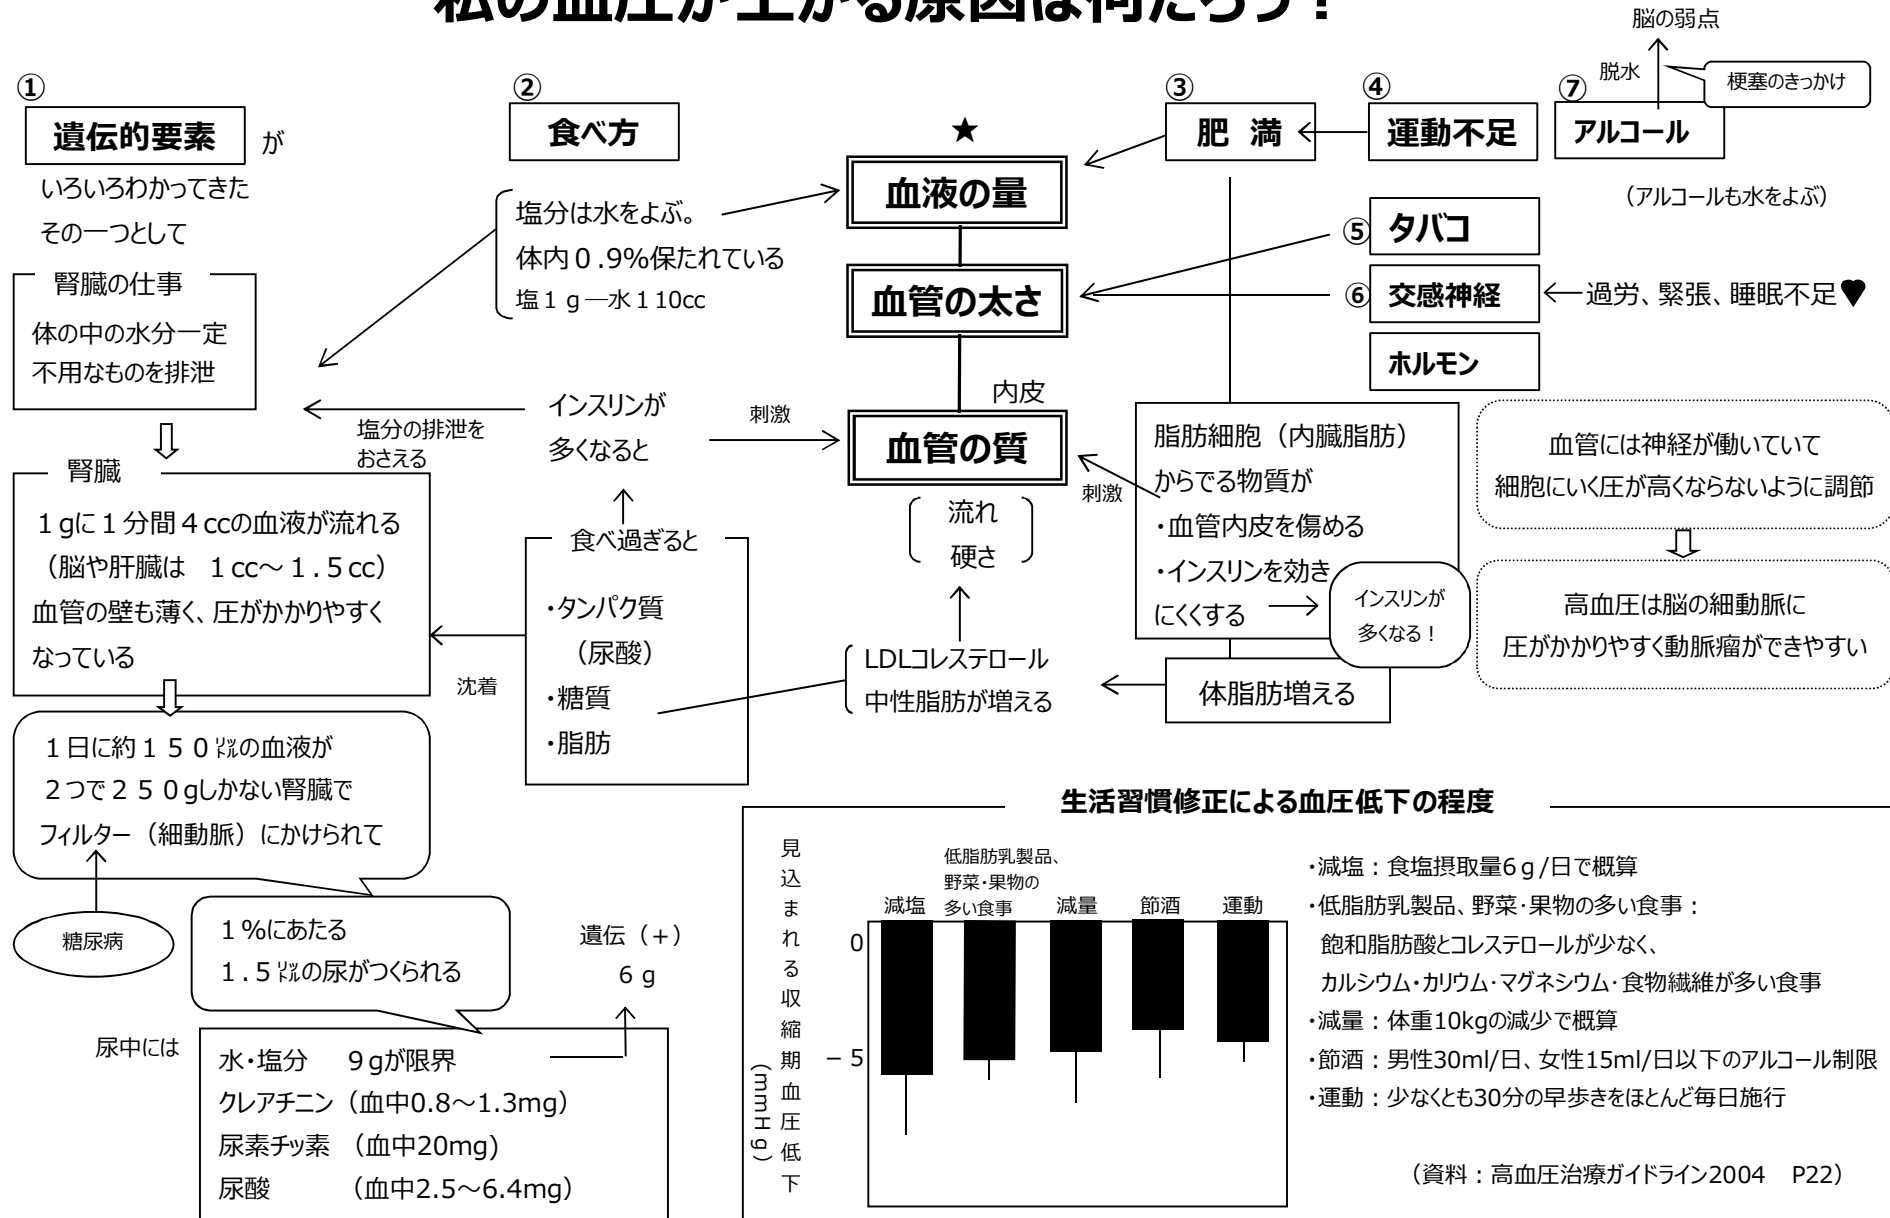 私の血圧が上がる原因は何だろう！
①
遺伝的要素
が
いろいろわかってきた
その一つとして
腎臓の仕事
体の中の水分一定
不用なものを排泄
腎臓
１gに１分間４ccの血液が流れる
（脳や肝臓は　１cc～１.５cc）
血管の壁も薄く、圧がかかりやすく
なっている
１日に約１５０㍑の血液が
２つで２５０gしかない腎臓で
フィルター（細動脈）にかけられて
糖尿病
１%にあたる
１.５㍑の尿がつくられる
尿中には
水・塩分　９gが限界
クレアチニン（血中0.8～1.3mg）
尿素チッ素　（血中20mg)
尿酸　（血中2.5～6.4mg）
遺伝（＋）
６ｇ
②
食べ方
塩分は水をよぶ。
体内０.９%保たれている
塩１ｇ―水１１０cc
インスリンが
多くなると
塩分の排泄を
おさえる
刺激
食べ過ぎると
・タンパク質
（尿酸）
・糖質
・脂肪
沈着
★
血液の量
血管の太さ
内皮
血管の質
流れ
硬さ
LDLコレステロール
中性脂肪が増える
③
肥　満
④
運動不足
⑦
アルコール
脳の弱点
脱水
梗塞のきっかけ
（アルコールも水をよぶ）
⑤
タバコ
⑥
交感神経
過労、緊張、睡眠不足♥
ホルモン
刺激
脂肪細胞（内臓脂肪）
からでる物質が
・血管内皮を傷める
・インスリンを効き
にくくする
インスリンが
多くなる！
体脂肪増える
血管には神経が働いていて
細胞にいく圧が高くならないように調節
高血圧は脳の細動脈に
圧がかかりやすく動脈瘤ができやすい
生活習慣修正による血圧低下の程度
見込まれる収縮期血圧低下
（mmHg）
減塩
低脂肪乳製品、
野菜・果物の
多い食事
減量
節酒
運動
0
－5
・減塩：食塩摂取量6ｇ/日で概算
・低脂肪乳製品、野菜・果物の多い食事：
飽和脂肪酸とコレステロールが少なく、
カルシウム・カリウム・マグネシウム・食物繊維が多い食事
・減量：体重10kgの減少で概算
・節酒：男性30ml/日、女性15ml/日以下のアルコール制限
・運動：少なくとも30分の早歩きをほとんど毎日施行
（資料：高血圧治療ガイドライン2004　P22）